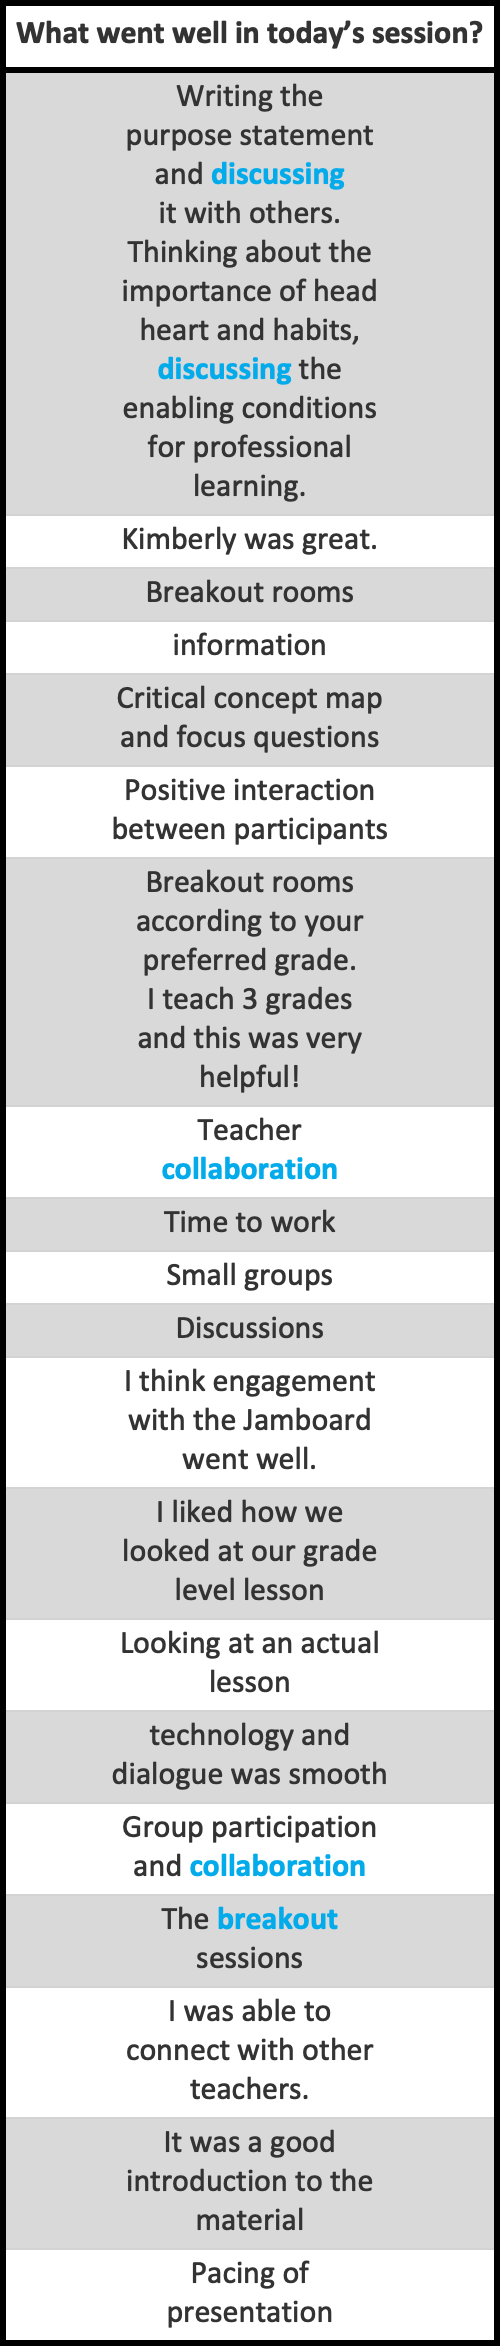 What went well in today’s session?
Writing the
purpose statement
and discussing
it with others.
Thinking about the
importance of head
heart and habits,
discussing the
enabling conditions
for professional
learning.
Kimberly was great.
Breakout rooms
information
Critical concept map
and focus questions
Positive interaction
between participants
Breakout rooms
according to your
preferred grade.
I teach 3 grades
and this was very
helpful!
Teacher
collaboration
Time to work
Small groups
Discussions
I think engagement
with the Jamboard
went well.
I liked how we
looked at our grade
level lesson
Looking at an actual
lesson
technology and
dialogue was smooth
Group participation
and collaboration
The breakout
sessions
I was able to
connect with other
teachers.
It was a good
introduction to the
material
Pacing of
presentation